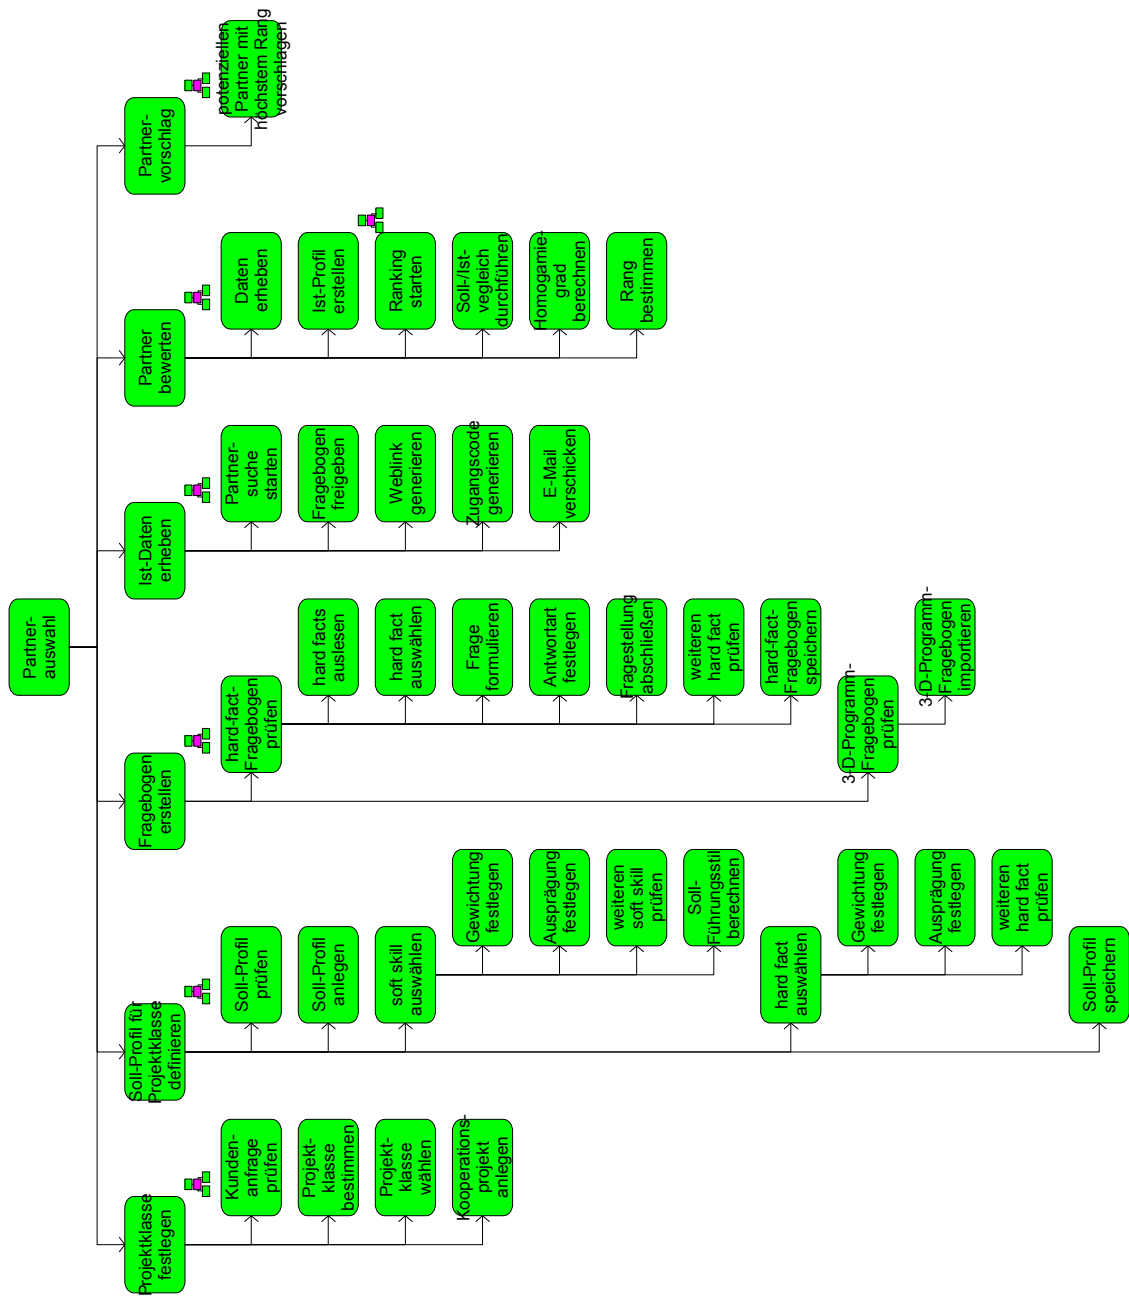 Partner-
auswahl
Projektklasse
festlegen
Kunden-
anfrage
prüfen
Projekt-
klasse
bestimmen
Projekt-
klasse
wählen
Kooperations-
projekt
anlegen
Soll-Profil für
Projektklasse
definieren
Soll-Profil
prüfen
Soll-Profil
anlegen
soft skill
auswählen
Gewichtung
festlegen
Ausprägung
festlegen
weiteren
soft skill
prüfen
Soll-
Führungsstil
berechnen
hard fact
auswählen
Gewichtung
festlegen
Ausprägung
festlegen
weiteren
hard fact
prüfen
Soll-Profil
speichern
Fragebogen
erstellen
hard-fact-
Fragebogen
prüfen
hard facts
auslesen
hard fact
auswählen
Frage
formulieren
Antwortart
festlegen
Fragestellung
abschließen
weiteren
hard fact
prüfen
hard-fact-
Fragebogen
speichern
3-D-Programm-
Fragebogen
prüfen
3-D-Programm-
Fragebogen
importieren
Ist-Daten
erheben
Partner-
suche
starten
Fragebogen
freigeben
Weblink
generieren
Zugangscode
generieren
E-Mail
verschicken
Partner
bewerten
Daten
erheben
Ist-Profil
erstellen
Ranking
starten
Soll-/Ist-
vegleich
durchführen
Homogamie-
grad
berechnen
Rang
bestimmen
Partner-
vorschlag
potenziellen
Partner mit
höchstem Rang
vorschlagen